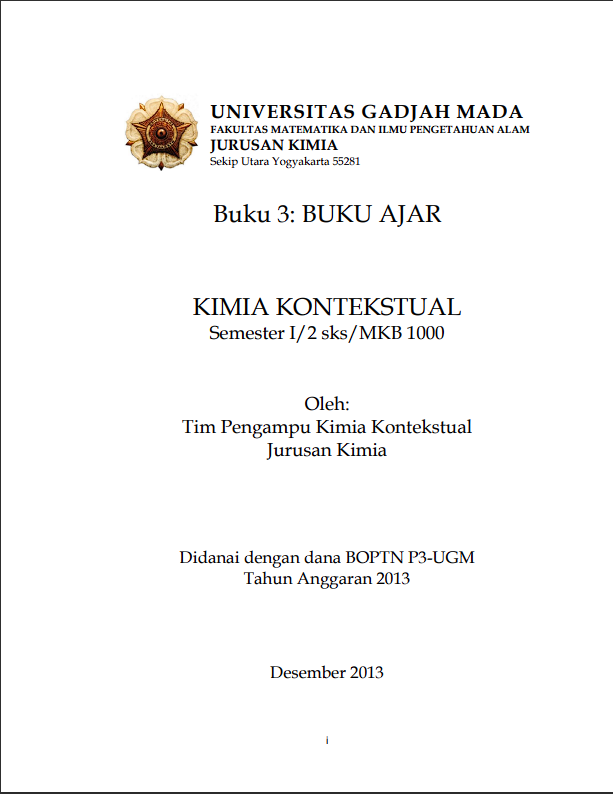 UNIVERSITAS GADJAH MADA
FAKULTAS MATEMATIKA DAN ILMU PENGETAHUAN ALAM
JURUSAN KIMIA
Sekip Utara Yogyakarta 55281
Buku 3: BUKU AJAR
KIMIA KONTEKSTUAL
Semester I/2 sks/MKB 1000
Oleh:
Tim Pengampu Kimia Kontekstual
Jurusan Kimia
Didanai dengan dana BOPTN P3-UGM
Tahun Anggaran 2013
Desember 2013
i